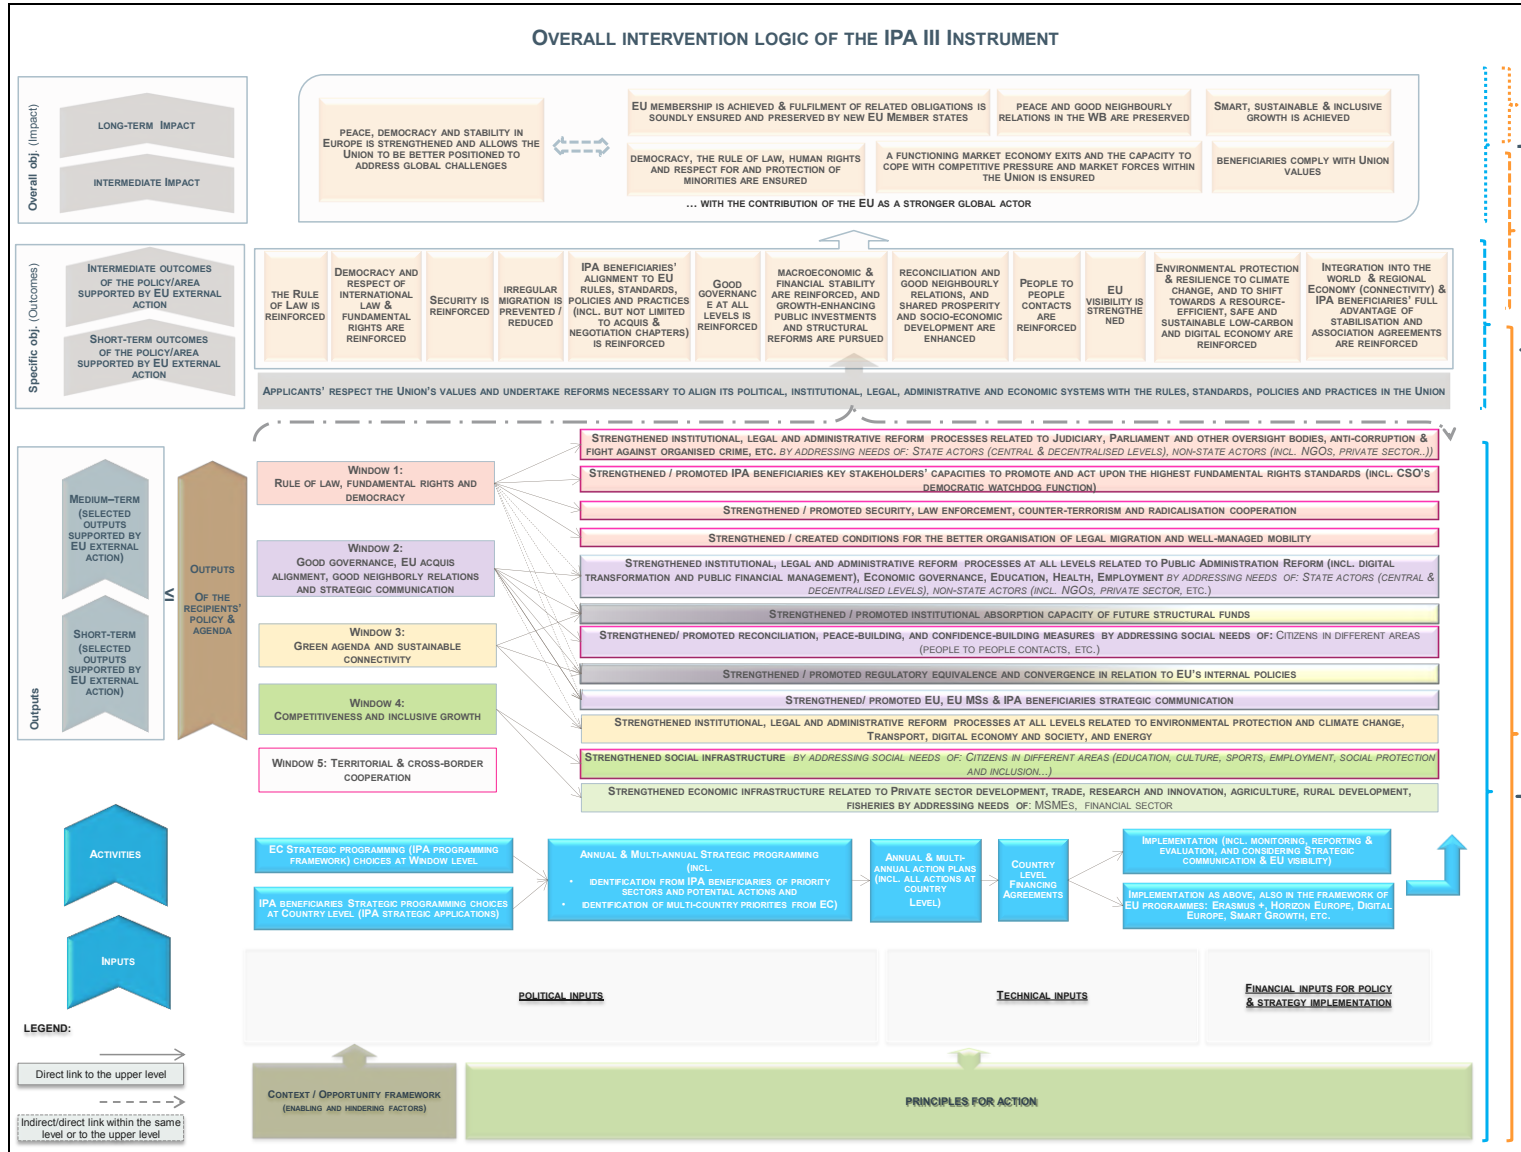 Overall intervention logic of the IPA III Instrument
Overall obj. (Impact)
long-term Impact
intermediate Impact
peace, democracy and stability in
Europe is strengthened and allows the
Union to be better positioned to
address global challenges
EU membership is achieved & fulfilment of related obligations is
soundly ensured and preserved by new EU Member states
peace and good neighbourly
relations in the WB are preserved
Smart, sustainable & inclusive
growth is achieved
democracy, the rule of law, human rights
and respect for and protection of
minorities are ensured
a functioning market economy exits and the capacity to
cope with competitive pressure and market forces within
the Union is ensured
beneficiaries comply with Union
values
... with the contribution of the EU as a stronger global actor
Specific obj. (Outcomes)
Intermediate outcomes
of the policy/area
supported by EU external
action
Short-term outcomes
of the policy/area
supported by EU external
action
the Rule
of Law is
reinforced
Democracy and
respect of
international
law &
fundamental
rights are
reinforced
Security is
reinforced
irregular
migration is
prevented /
reduced
IPA beneficiaries'
alignment to EU
rules, standards,
policies and practices
(incl. but not limited
to acquis &
negotiation chapters)
is reinforced
Good
governanc
e at all
levels is
reinforced
macroeconomic &
financial stability
are reinforced, and
growth-enhancing
public investments
and structural
reforms are pursued
reconciliation and
good neighbourly
relations, and
shared prosperity
and socio-economic
development are
enhanced
people to
people
contacts
are
reinforced
EU
visibility is
strengthe
ned
Environmental protection
& resilience to climate
change, and to shift
towards a resource-
efficient, safe and
sustainable low-carbon
and digital economy are
reinforced
Integration into the
world & regional
Economy (connectivity) &
IPA beneficiaries' full
advantage of
stabilisation and
association agreements
are reinforced
Applicants' respect the Union's values and undertake reforms necessary to align its political, institutional, legal, administrative and economic systems with the rules, standards, policies and practices in the Union
Outputs
Medium–term
(selected
outputs
supported by
EU external
action)
Short-term
(selected
outputs
supported by
EU external
action)
≤
Outputs
Of the
recipients'
policy &
agenda
Window 1:
Rule of law, fundamental rights and
democracy
Window 2:
Good governance, EU acquis
alignment, good neighborly relations
and strategic communication
Window 3:
Green agenda and sustainable
connectivity
Window 4:
Competitiveness and inclusive growth
Window 5: Territorial & cross-border
cooperation
Strengthened institutional, legal and administrative reform processes related to Judiciary, Parliament and other oversight bodies, anti-corruption &
fight against organised crime, etc. by addressing needs of: State actors (central & decentralised levels), non-state actors (incl. NGOs, private sector..))
Strengthened / promoted IPA beneficiaries key stakeholders' capacities to promote and act upon the highest fundamental rights standards (incl. CSO's
democratic watchdog function)
Strengthened / promoted security, law enforcement, counter-terrorism and radicalisation cooperation
Strengthened / created conditions for the better organisation of legal migration and well-managed mobility
Strengthened institutional, legal and administrative reform processes at all levels related to Public Administration Reform (incl. digital
transformation and public financial management), Economic governance, Education, Health, Employment by addressing needs of: State actors (central &
decentralised levels), non-state actors (incl. NGOs, private sector, etc.)
Strengthened / promoted institutional absorption capacity of future structural funds
Strengthened/ promoted reconciliation, peace-building, and confidence-building measures by addressing social needs of: Citizens in different areas
(people to people contacts, etc.)
Strengthened / promoted regulatory equivalence and convergence in relation to EU's internal policies
Strengthened/ promoted EU, EU MSs & IPA beneficiaries strategic communication
Strengthened institutional, legal and administrative reform processes at all levels related to environmental protection and climate change,
Transport, digital economy and society, and energy
Strengthened social infrastructure by addressing social needs of: Citizens in different areas (education, culture, sports, employment, social protection
and inclusion...)
Strengthened economic infrastructure related to Private sector development, trade, research and innovation, agriculture, rural development,
fisheries by addressing needs of: MSMEs, financial sector
Activities
Inputs
EC Strategic programming (IPA programming
framework) choices at Window level
IPA beneficiaries Strategic programming choices
at Country level (IPA strategic applications)
Annual & Multi-annual Strategic programming
(incl.
• identification from IPA beneficiaries of priority
sectors and potential actions and
• identification of multi-country priorities from EC)
Annual & multi-
annual action plans
(incl. all actions at
country
Level)
Country
level
Financing
Agreements
Implementation (incl. monitoring, reporting &
evaluation, and considering Strategic
communication & EU visibility)
Implementation as above, also in the framework of
EU programmes: Erasmus +, Horizon Europe, Digital
Europe, Smart Growth, etc.
political inputs
Technical inputs
Financial inputs for policy
& strategy implementation
Legend:
Direct link to the upper level
Indirect/direct link within the same
level or to the upper level
Context / Opportunity framework
(enabling and hindering factors)
principles for action